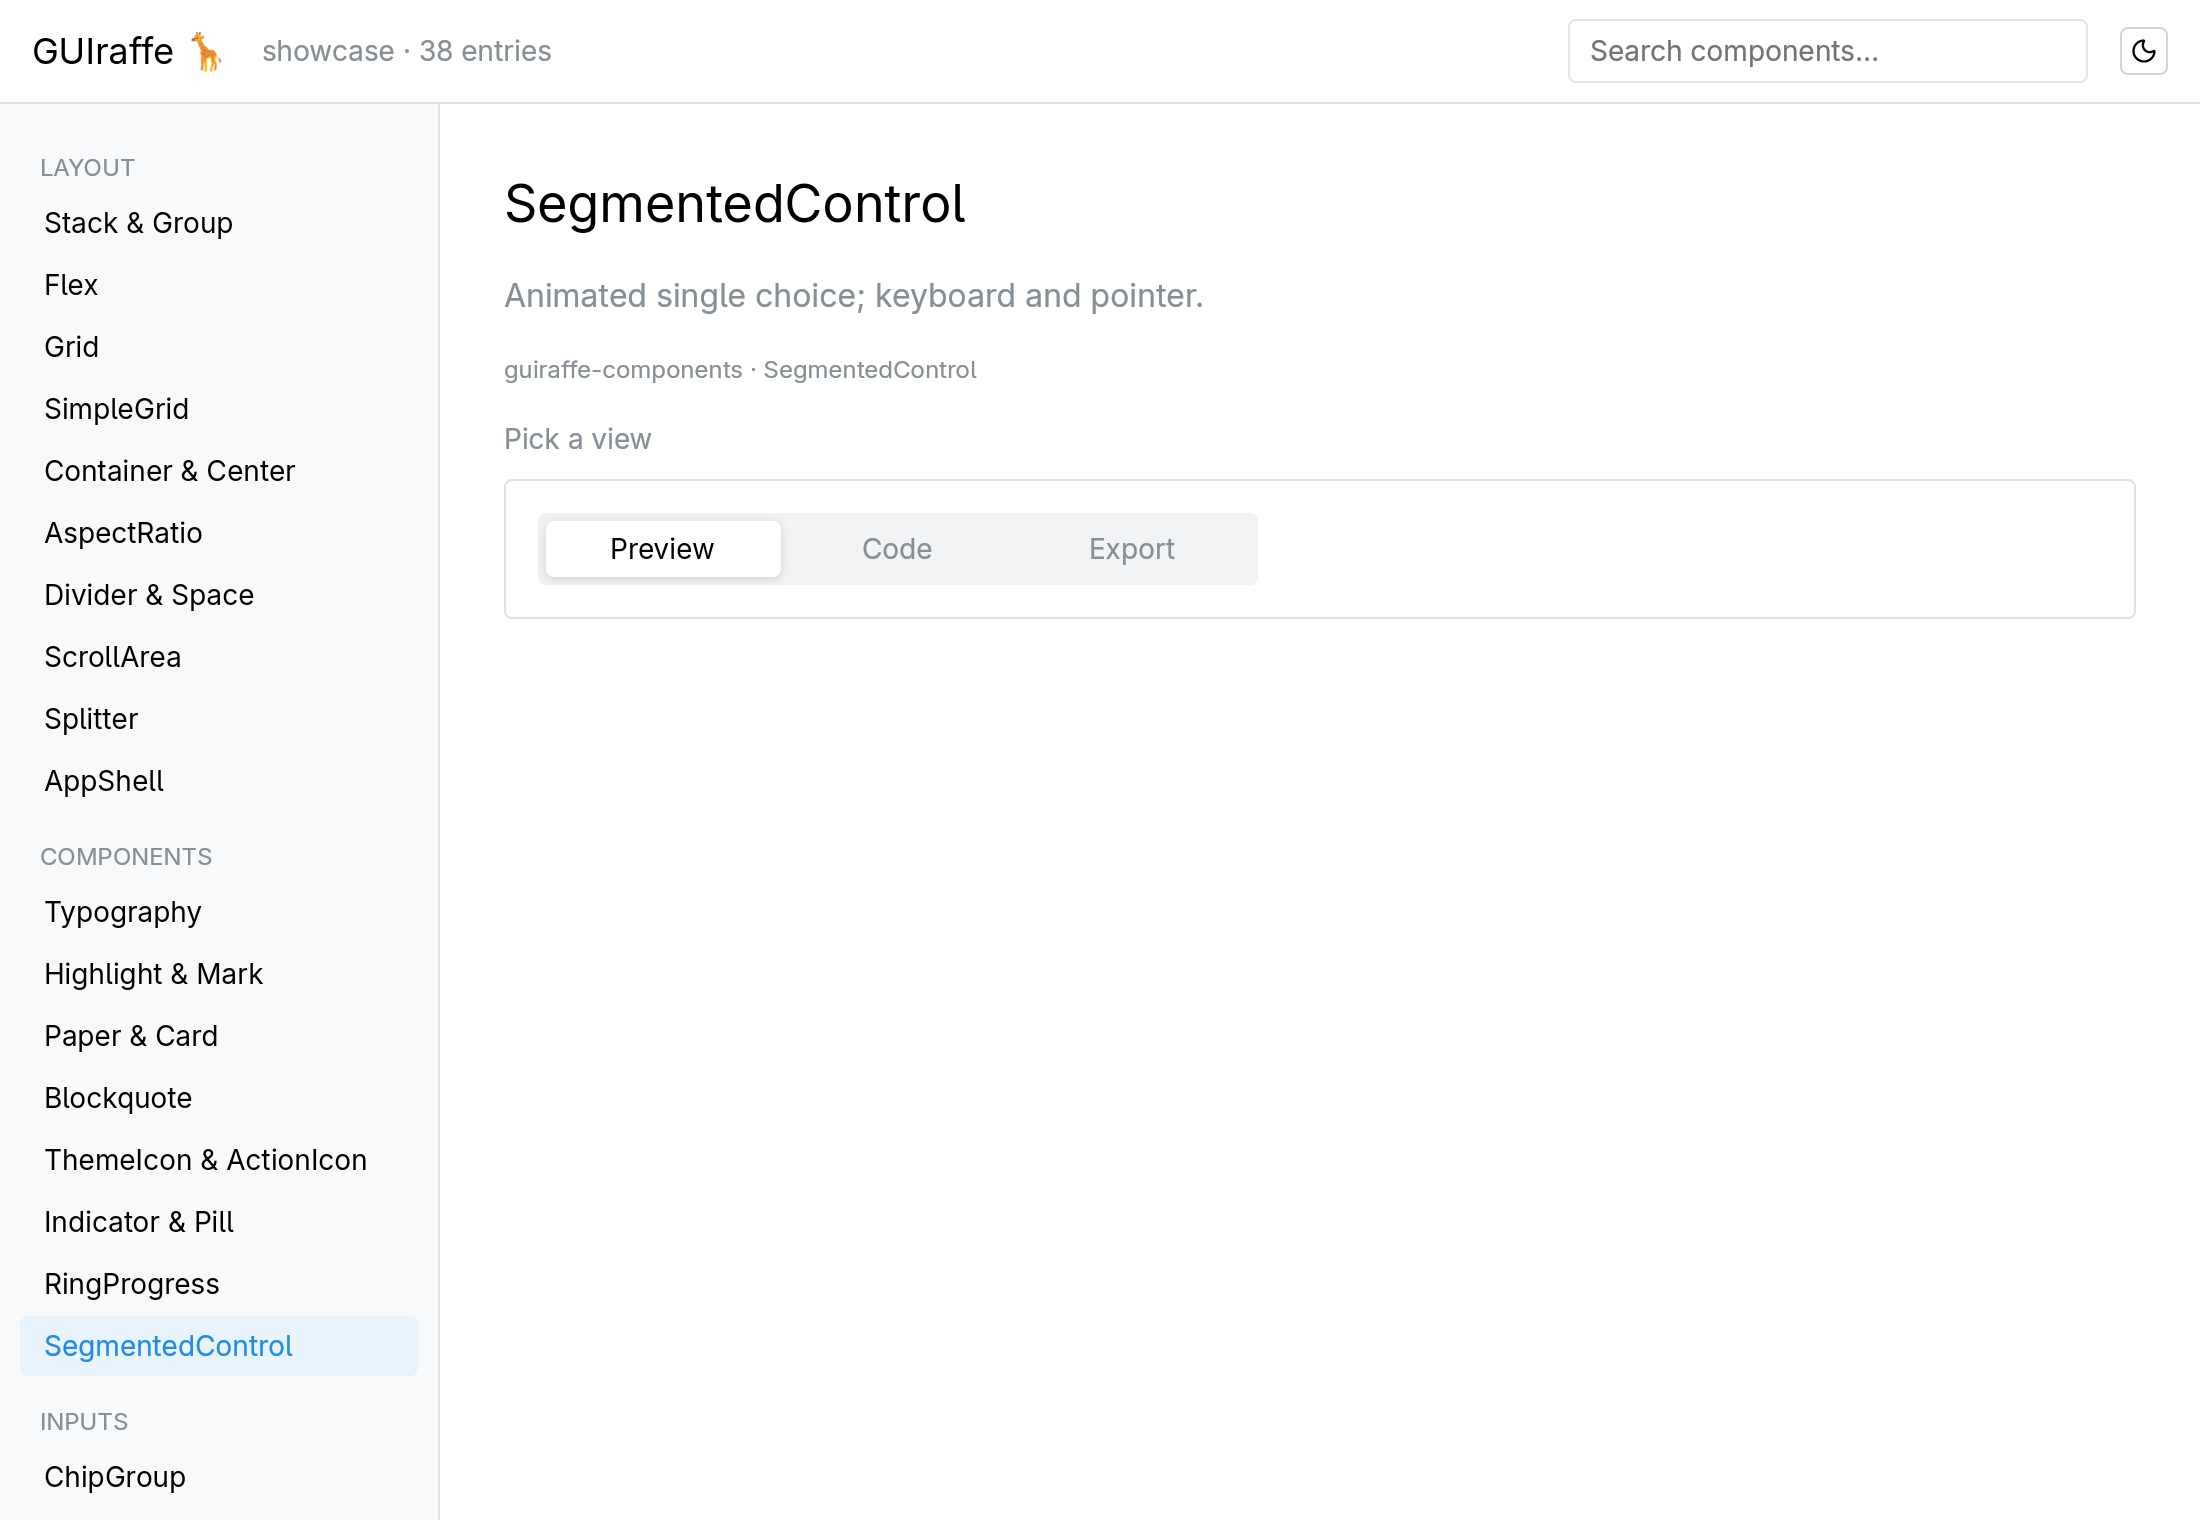 GUIraffe 🦒 showcase · 38 entries
Search components...
LAYOUT
Stack & Group
Flex
Grid
SimpleGrid
Container & Center
AspectRatio
Divider & Space
ScrollArea
Splitter
AppShell
COMPONENTS
Typography
Highlight & Mark
Paper & Card
Blockquote
ThemeIcon & ActionIcon
Indicator & Pill
RingProgress
SegmentedControl
INPUTS
ChipGroup
SegmentedControl
Animated single choice; keyboard and pointer.
guiraffe-components · SegmentedControl
Pick a view
Preview Code Export